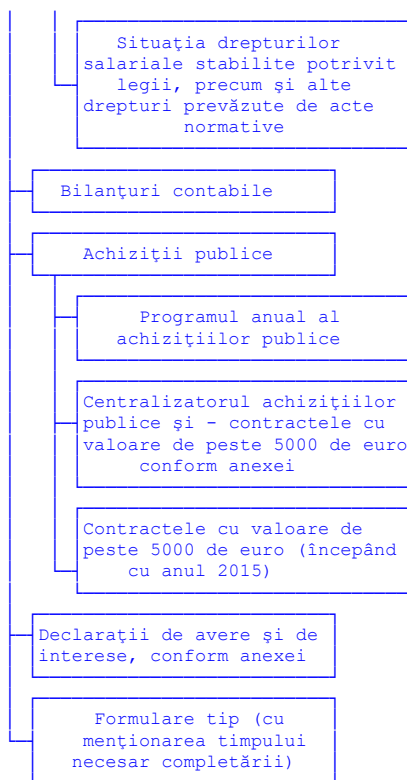 Situaţia drepturilor
salariale stabilite potrivit
legii, precum şi alte
drepturi prevăzute de acte
normative
Bilanţuri contabile
Achiziţii publice
Programul anual al
achiziţiilor publice
Centralizatorul achiziţiilor
publice şi - contractele cu
valoare de peste 5000 de euro
conform anexei
Contractele cu valoare de
peste 5000 de euro (începând
cu anul 2015)
Declaraţii de avere şi de
interese, conform anexei
Formulare tip (cu
menţionarea timpului
necesar completării)